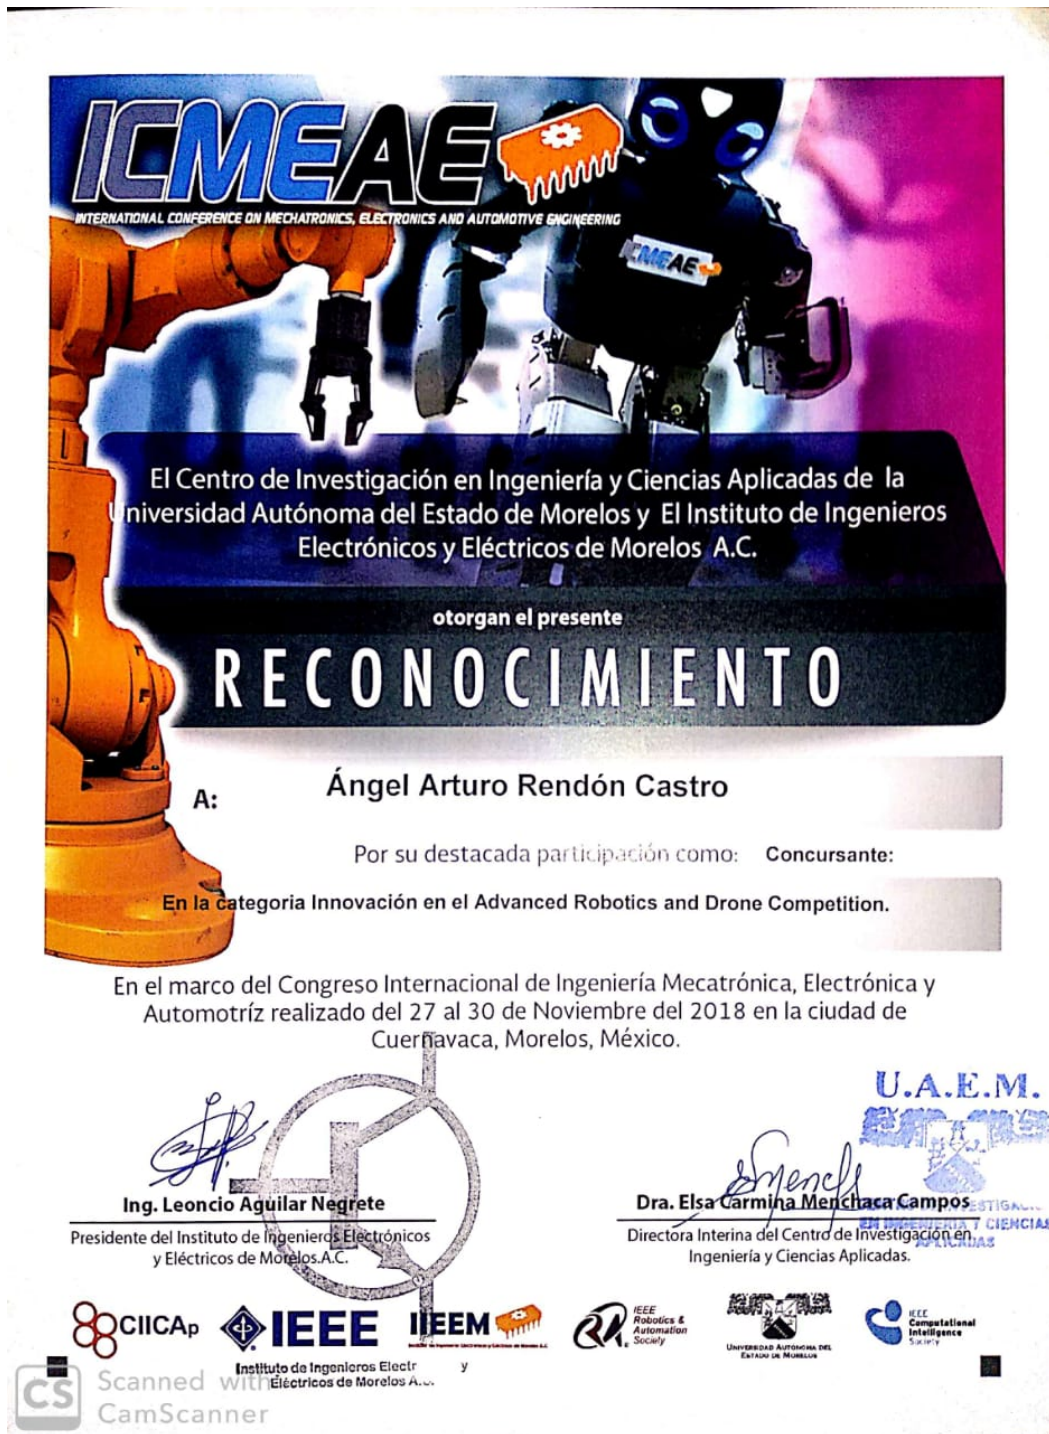 ICMEAE
INTERNATIONAL CONFERENCE ON MECHATRONICS, ELECTRONICS AND AUTOMOTIVE ENGINEERING
ICMEAE
El Centro de Investigación en Ingeniería y Ciencias Aplicadas de la
Universidad Autónoma del Estado de Morelos y El Instituto de Ingenieros
Electrónicos y Eléctricos de Morelos A.C.
otorgan el presente
RECONOCIMIENTO
A: Ángel Arturo Rendón Castro
Por su destacada participación como: Concursante:
En la categoria Innovación en el Advanced Robotics and Drone Competition.
En el marco del Congreso Internacional de Ingeniería Mecatrónica, Electrónica y
Automotríz realizado del 27 al 30 de Noviembre del 2018 en la ciudad de
Cuernavaca, Morelos, México.
U.A.E.M.
Ing. Leoncio Aguilar Negrete
Presidente del Instituto de Ingenieros Electrónicos
y Eléctricos de Morelos.A.C.
Dra. Elsa Carmina Menchaca Campos
Directora Interina del Centro de Investigación en
Ingeniería y Ciencias Aplicadas.
EN INGENIERIA Y CIENCIAS
APLICADAS
CIICAp
IEEE
IIEEM
IEEE
Robotics &
Automation
Society
UNIVERSIDAD AUTÓNOMA DEL
ESTADO DE MORELOS
IEEE
Computational
Intelligence
Society
Instituto de Ingenieros Electr y
Eléctricos de Morelos A.C.
CS Scanned with
CamScanner